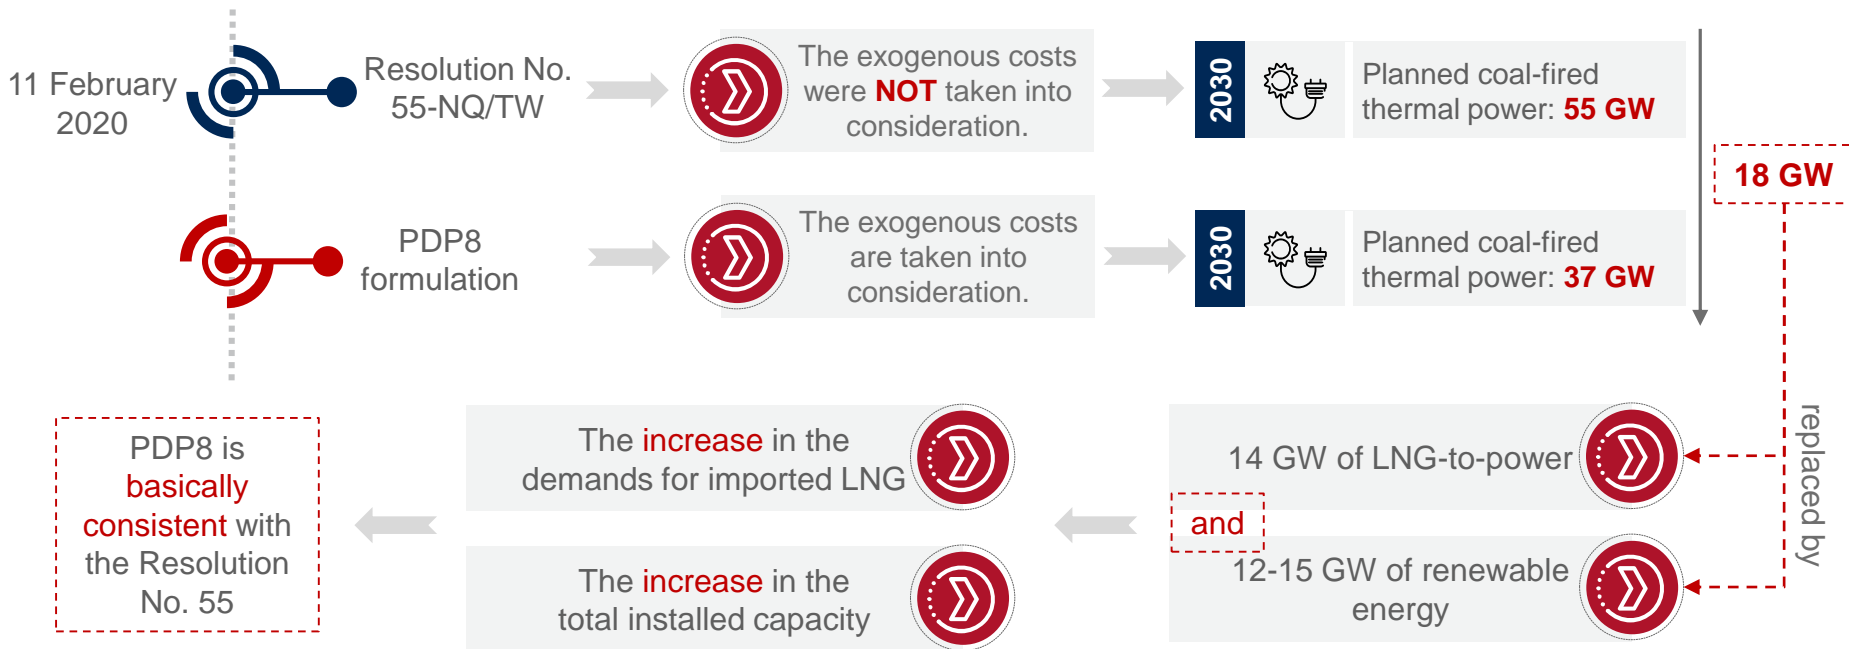 11 February
2020
Resolution No.
55-NQ/TW
The exogenous costs
were NOT taken into
consideration.
2030
Planned coal-fired
thermal power: 55 GW
18 GW
PDP8
formulation
The exogenous costs
are taken into
consideration.
2030
Planned coal-fired
thermal power: 37 GW
replaced by
14 GW of LNG-to-power
and
12-15 GW of renewable
energy
The increase in the
demands for imported LNG
The increase in the
total installed capacity
PDP8 is
basically
consistent with
the Resolution
No. 55